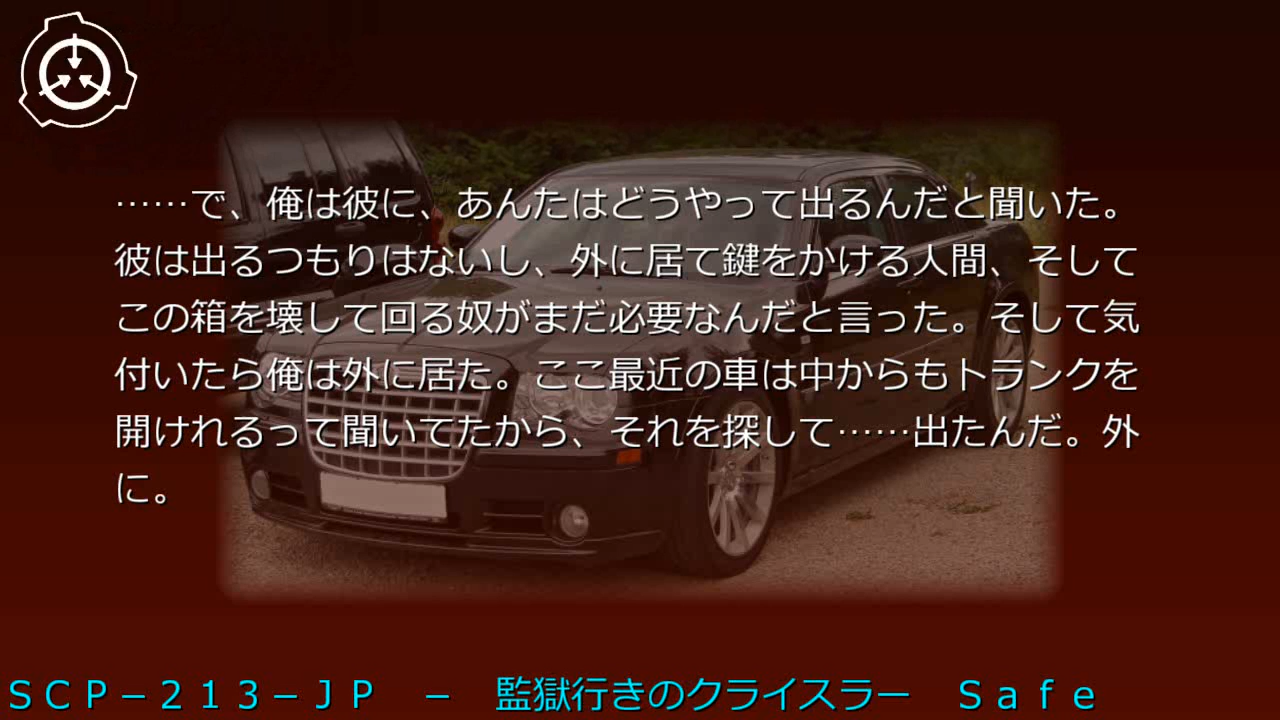 ……で、俺は彼に、あんたはどうやって出るんだと聞いた。
彼は出るつもりはないし、外に居て鍵をかける人間、そして
この箱を壊して回る奴がまだ必要なんだと言った。そして気
付いたら俺は外に居た。ここ最近の車は中からもトランクを
開けれるって聞いてたから、それを探して……出たんだ。外
に。
ＳＣＰ－２１３－ＪＰ　－　監獄行きのクライスラー　Ｓａｆｅ